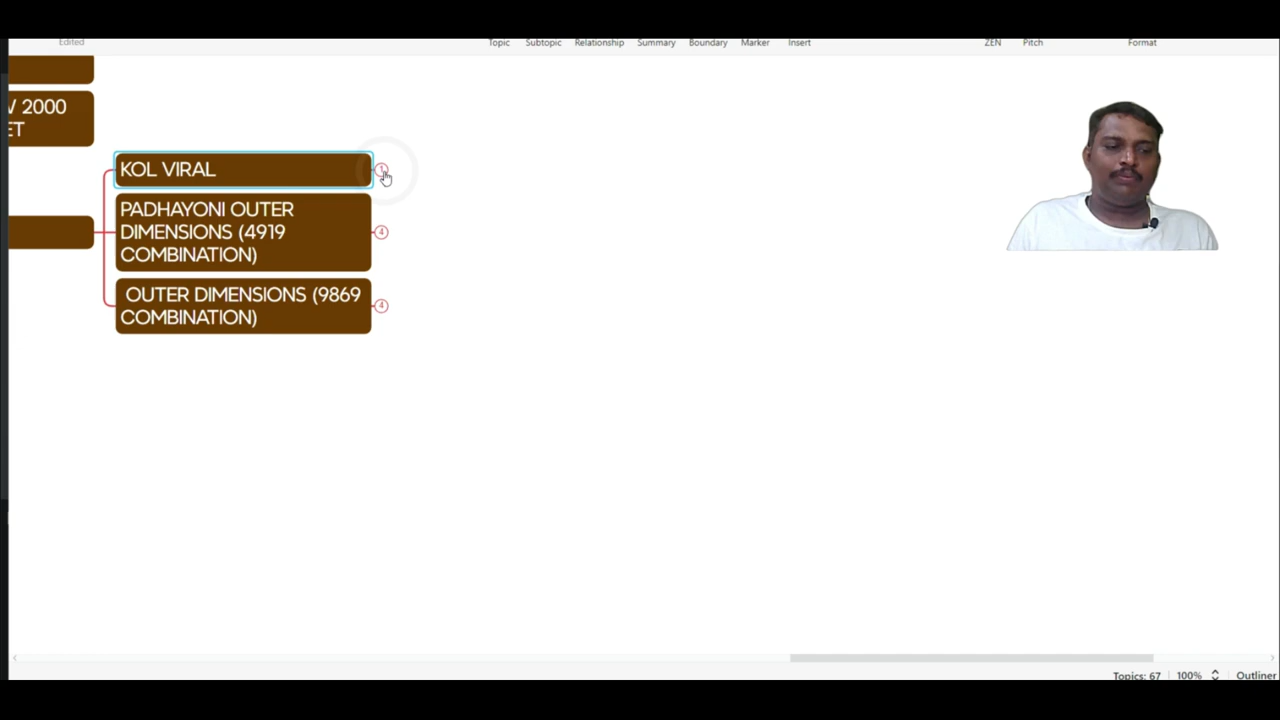 Edited
Topic Subtopic Relationship Summary Boundary Marker Insert ZEN Pitch Format
2000
KOL VIRAL
1
PADHAYONI OUTER
DIMENSIONS (4919
COMBINATION)
4
OUTER DIMENSIONS (9869
COMBINATION)
4
Topics: 67 100% Outliner